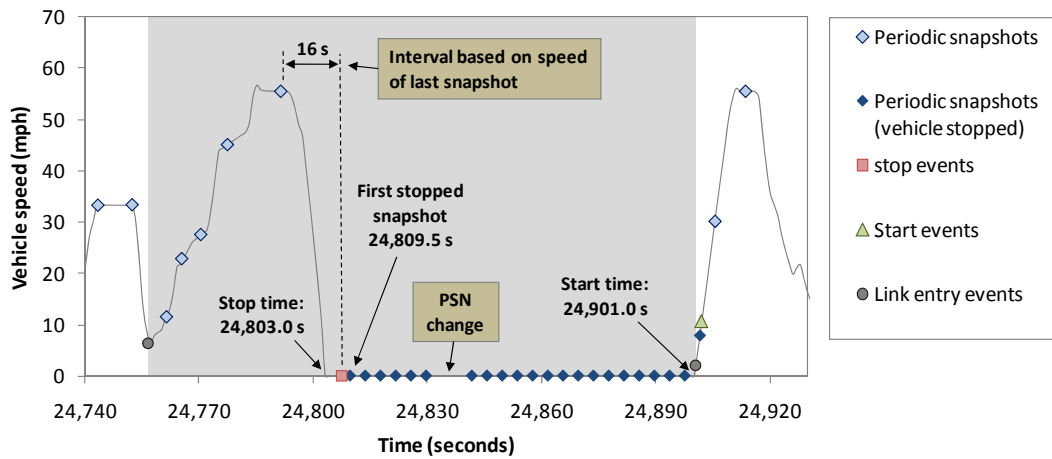 70
60
50
40
30
20
10
0
Vehicle speed (mph)
16 s
Interval based on speed
of last snapshot
First stopped
snapshot
24,809.5 s
Stop time:
24,803.0 s
PSN
change
Start time:
24,901.0 s
24,740
24,770
24,800
24,830
24,860
24,890
24,920
Time (seconds)
Periodic snapshots
Periodic snapshots
(vehicle stopped)
stop events
Start events
Link entry events